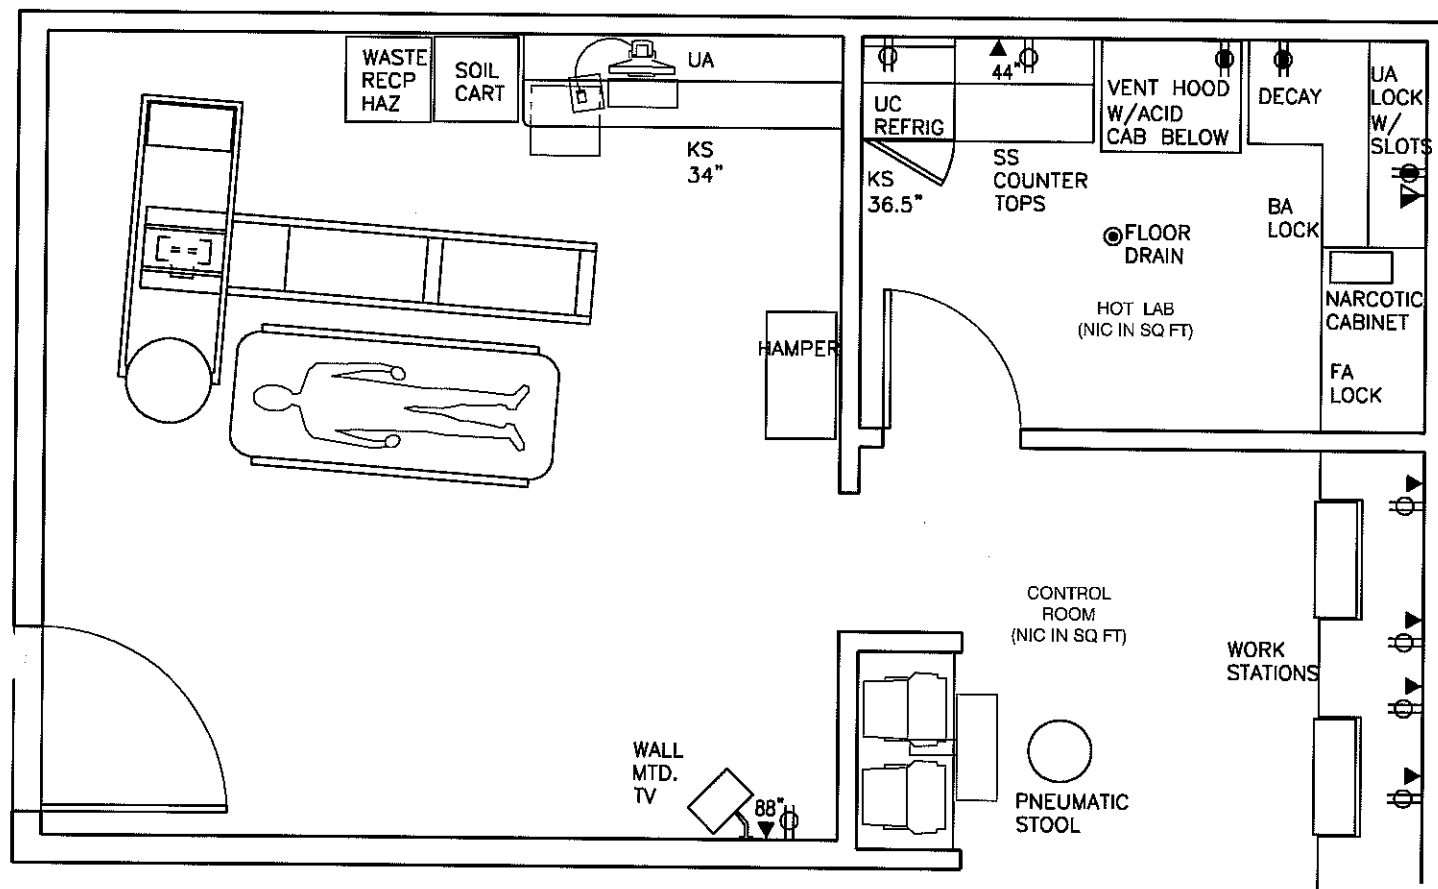 WASTE
RECP
HAZ
SOIL
CART
UA
KS
34"
UC
REFRIG
KS
36.5"
44"
SS
COUNTER
TOPS
VENT HOOD
W/ACID
CAB BELOW
DECAY
UA
LOCK
W/
SLOTS
BA
LOCK
FLOOR
DRAIN
HOT LAB
(NIC IN SQ FT)
NARCOTIC
CABINET
FA
LOCK
HAMPER
CONTROL
ROOM
(NIC IN SQ FT)
WORK
STATIONS
WALL
MTD.
TV
88"
PNEUMATIC
STOOL